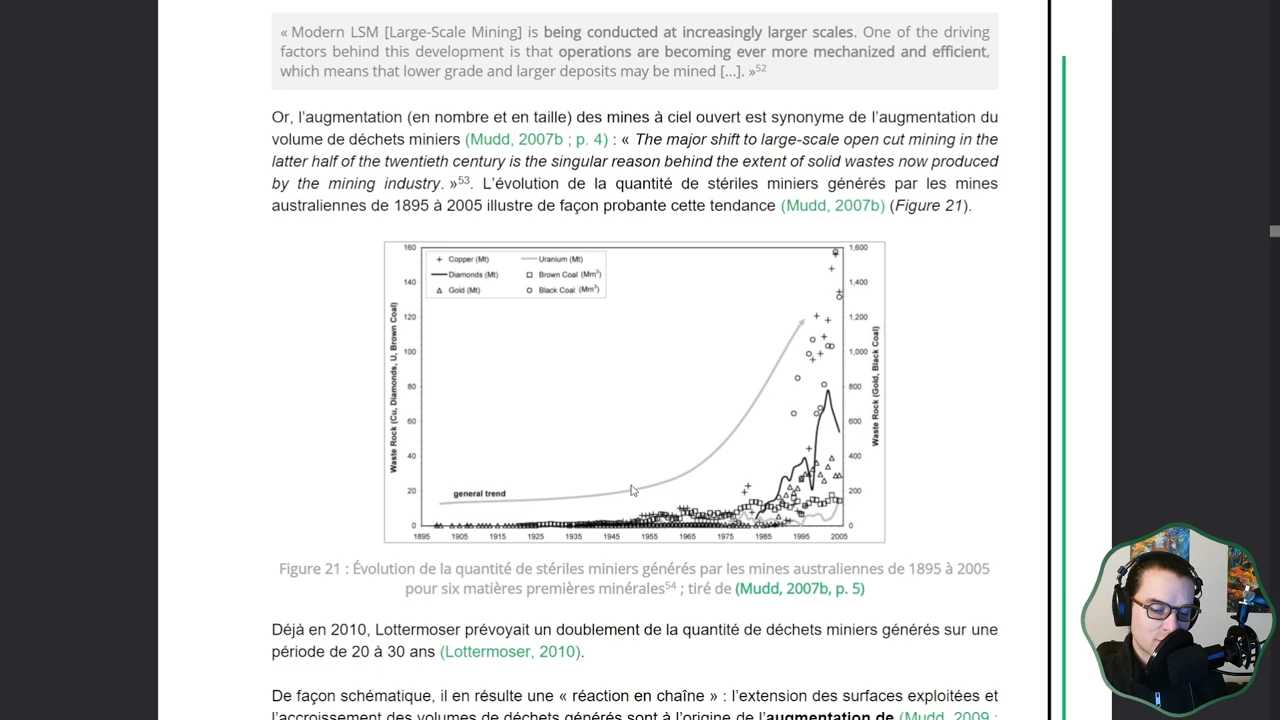 « Modern LSM [Large-Scale Mining] is being conducted at increasingly larger scales. One of the driving
factors behind this development is that operations are becoming ever more mechanized and efficient,
which means that lower grade and larger deposits may be mined [...]. »52
Or, l'augmentation (en nombre et en taille) des mines à ciel ouvert est synonyme de l'augmentation du
volume de déchets miniers (Mudd, 2007b ; p. 4) : « The major shift to large-scale open cut mining in the
latter half of the twentieth century is the singular reason behind the extent of solid wastes now produced
by the mining industry. »53. L'évolution de la quantité de stériles miniers générés par les mines
australiennes de 1895 à 2005 illustre de façon probante cette tendance (Mudd, 2007b) (Figure 21).
Waste Rock (Cu, Diamonds, U, Brown Coal)
160
140
120
100
80
60
40
20
0
Copper (Mt)
Uranium (Mt)
Diamonds (Mt)
Brown Coal (Mm³)
Gold (Mt)
Black Coal (Mm³)
general trend
1,600
1,400
1,200
1,000
800
600
400
200
0
Waste Rock (Gold, Black Coal)
1895 1905 1915 1925 1935 1945 1955 1965 1975 1985 1995 2005
Figure 21 : Évolution de la quantité de stériles miniers générés par les mines australiennes de 1895 à 2005
pour six matières premières minérales54 ; tiré de (Mudd, 2007b, p. 5)
Déjà en 2010, Lottermoser prévoyait un doublement de la quantité de déchets miniers générés sur une
période de 20 à 30 ans (Lottermoser, 2010).
De façon schématique, il en résulte une « réaction en chaîne » : l'extension des surfaces exploitées et
l'accroissement des volumes de déchets générés sont à l'origine de l'augmentation de (Mudd, 2009 ;